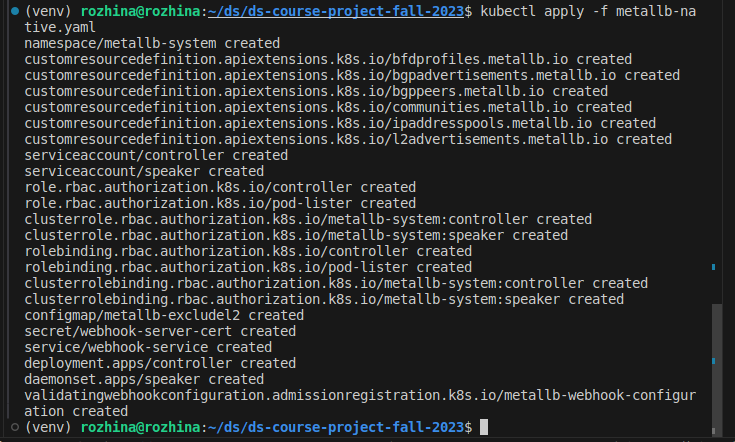 (venv) rozhina@rozhina:~/ds/ds-course-project-fall-2023$ kubectl apply -f metallb-na
tive.yaml
namespace/metallb-system created
customresourcedefinition.apiextensions.k8s.io/bfdprofiles.metallb.io created
customresourcedefinition.apiextensions.k8s.io/bgpadvertisements.metallb.io created
customresourcedefinition.apiextensions.k8s.io/bgppeers.metallb.io created
customresourcedefinition.apiextensions.k8s.io/communities.metallb.io created
customresourcedefinition.apiextensions.k8s.io/ipaddresspools.metallb.io created
customresourcedefinition.apiextensions.k8s.io/l2advertisements.metallb.io created
serviceaccount/controller created
serviceaccount/speaker created
role.rbac.authorization.k8s.io/controller created
role.rbac.authorization.k8s.io/pod-lister created
clusterrole.rbac.authorization.k8s.io/metallb-system:controller created
clusterrole.rbac.authorization.k8s.io/metallb-system:speaker created
rolebinding.rbac.authorization.k8s.io/controller created
rolebinding.rbac.authorization.k8s.io/pod-lister created
clusterrolebinding.rbac.authorization.k8s.io/metallb-system:controller created
clusterrolebinding.rbac.authorization.k8s.io/metallb-system:speaker created
configmap/metallb-excludel2 created
secret/webhook-server-cert created
service/webhook-service created
deployment.apps/controller created
daemonset.apps/speaker created
validatingwebhookconfiguration.admissionregistration.k8s.io/metallb-webhook-configur
ation created
(venv) rozhina@rozhina:~/ds/ds-course-project-fall-2023$